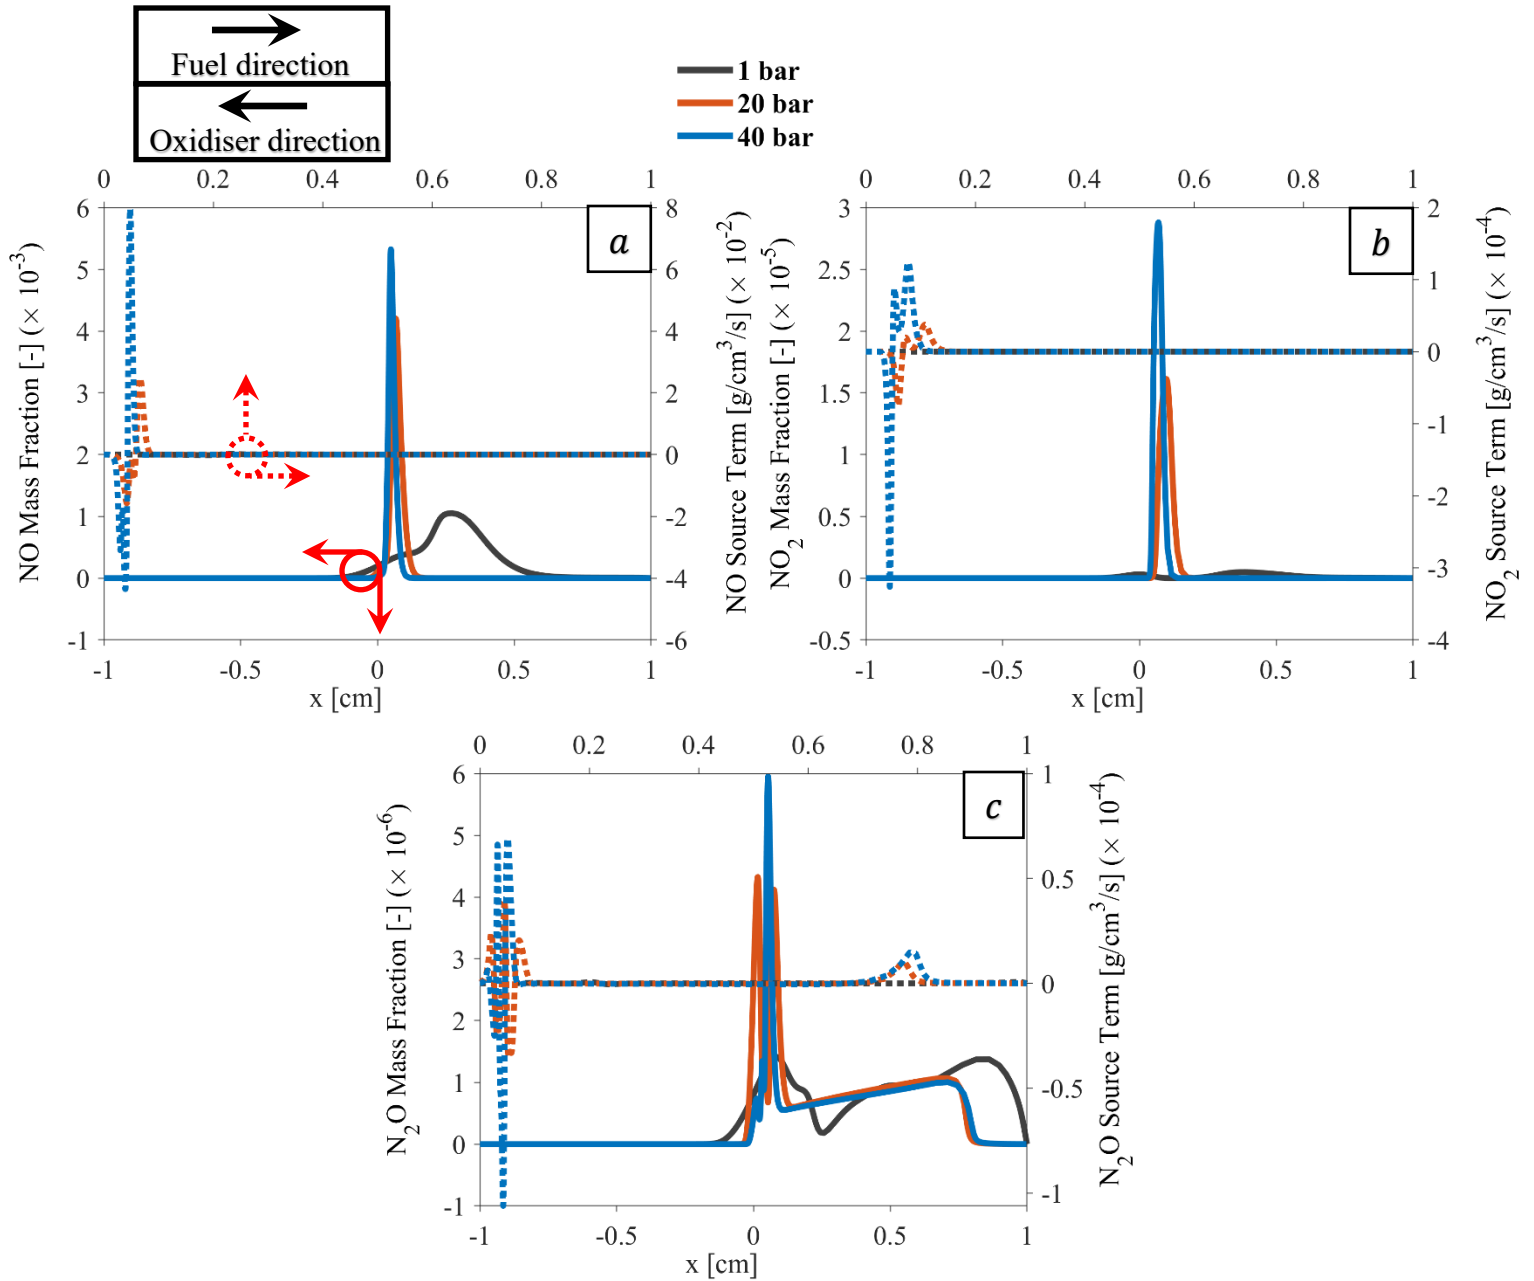 Fuel direction
Oxidiser direction
1 bar
20 bar
40 bar
0 0.2 0.4 0.6 0.8 1
6 5 4 3 2 1 0 -1
8 6 4 2 0 -2 -4 -6
-1 -0.5 0 0.5 1
x [cm]
NO Mass Fraction [-] (× 10⁻³)
NO Source Term [g/cm³/s] (× 10⁻²)
a
0 0.2 0.4 0.6 0.8 1
3 2.5 2 1.5 1 0.5 0 -0.5
2 1 0 -1 -2 -3 -4
-1 -0.5 0 0.5 1
x [cm]
NO₂ Mass Fraction [-] (× 10⁻⁵)
NO₂ Source Term [g/cm³/s] (× 10⁻⁴)
b
0 0.2 0.4 0.6 0.8 1
6 5 4 3 2 1 0 -1
1 0.5 0 -0.5 -1
-1 -0.5 0 0.5 1
x [cm]
N₂O Mass Fraction [-] (× 10⁻⁶)
N₂O Source Term [g/cm³/s] (× 10⁻⁴)
c